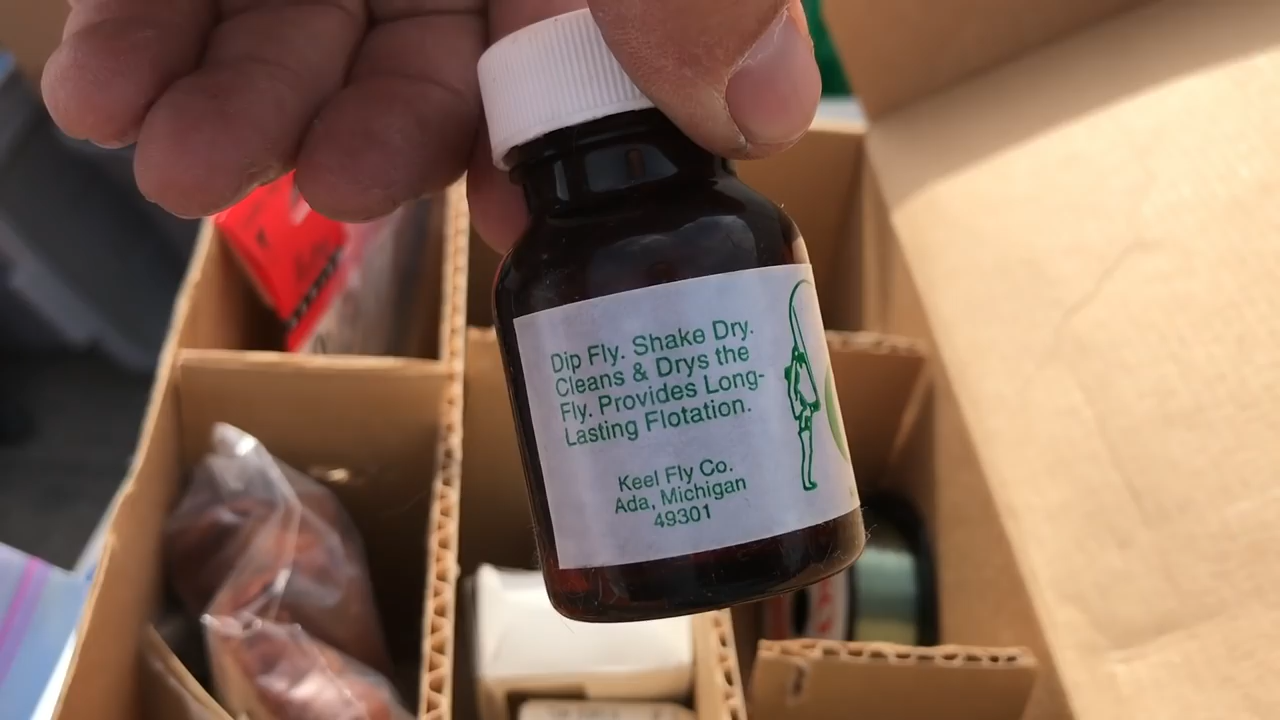 Dip Fly. Shake Dry.
Cleans & Drys the
Fly. Provides Long-
Lasting Flotation.
Keel Fly Co.
Ada, Michigan
49301